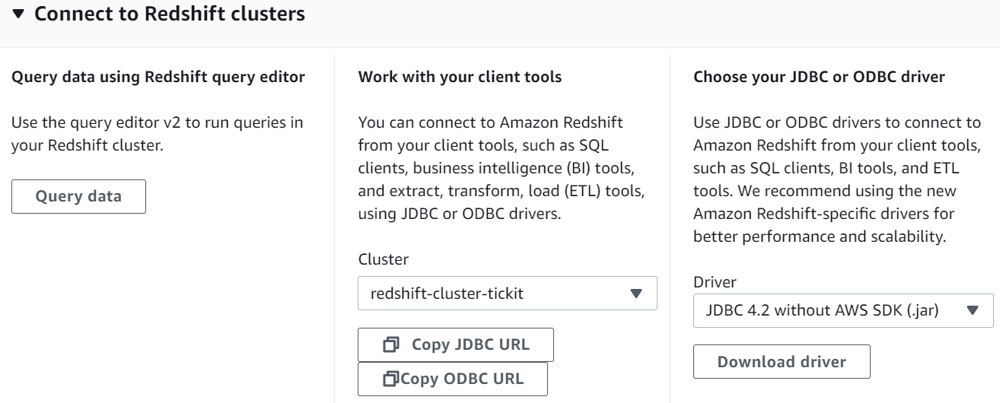 Connect to Redshift clusters
Query data using Redshift query editor
Use the query editor v2 to run queries in
your Redshift cluster.
Query data
Work with your client tools
You can connect to Amazon Redshift
from your client tools, such as SQL
clients, business intelligence (BI) tools,
and extract, transform, load (ETL) tools,
using JDBC or ODBC drivers.
Cluster
redshift-cluster-tickit
Copy JDBC URL
Copy ODBC URL
Choose your JDBC or ODBC driver
Use JDBC or ODBC drivers to connect to
Amazon Redshift from your client tools,
such as SQL clients, BI tools, and ETL
tools. We recommend using the new
Amazon Redshift-specific drivers for
better performance and scalability.
Driver
JDBC 4.2 without AWS SDK (.jar)
Download driver